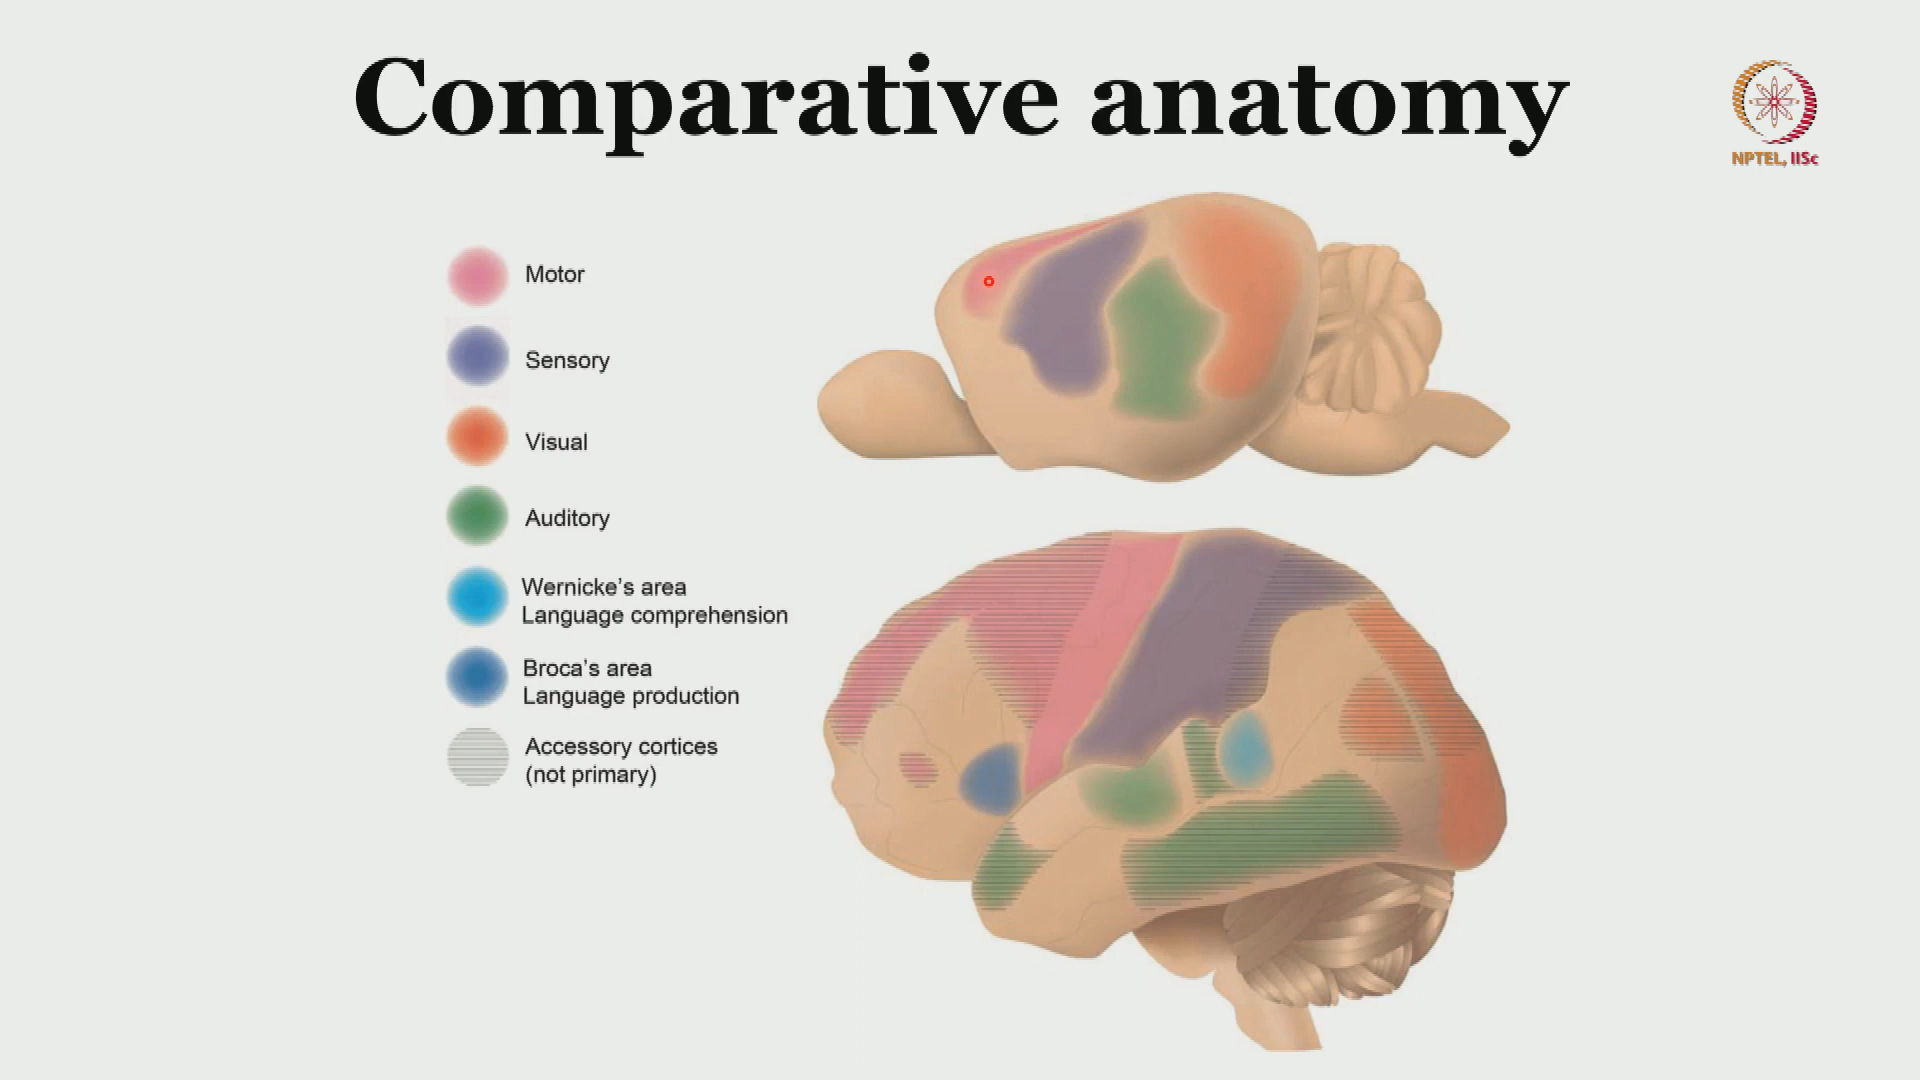 Comparative anatomy
NPTEL, IISc
Motor
Sensory
Visual
Auditory
Wernicke's area
Language comprehension
Broca's area
Language production
Accessory cortices
(not primary)